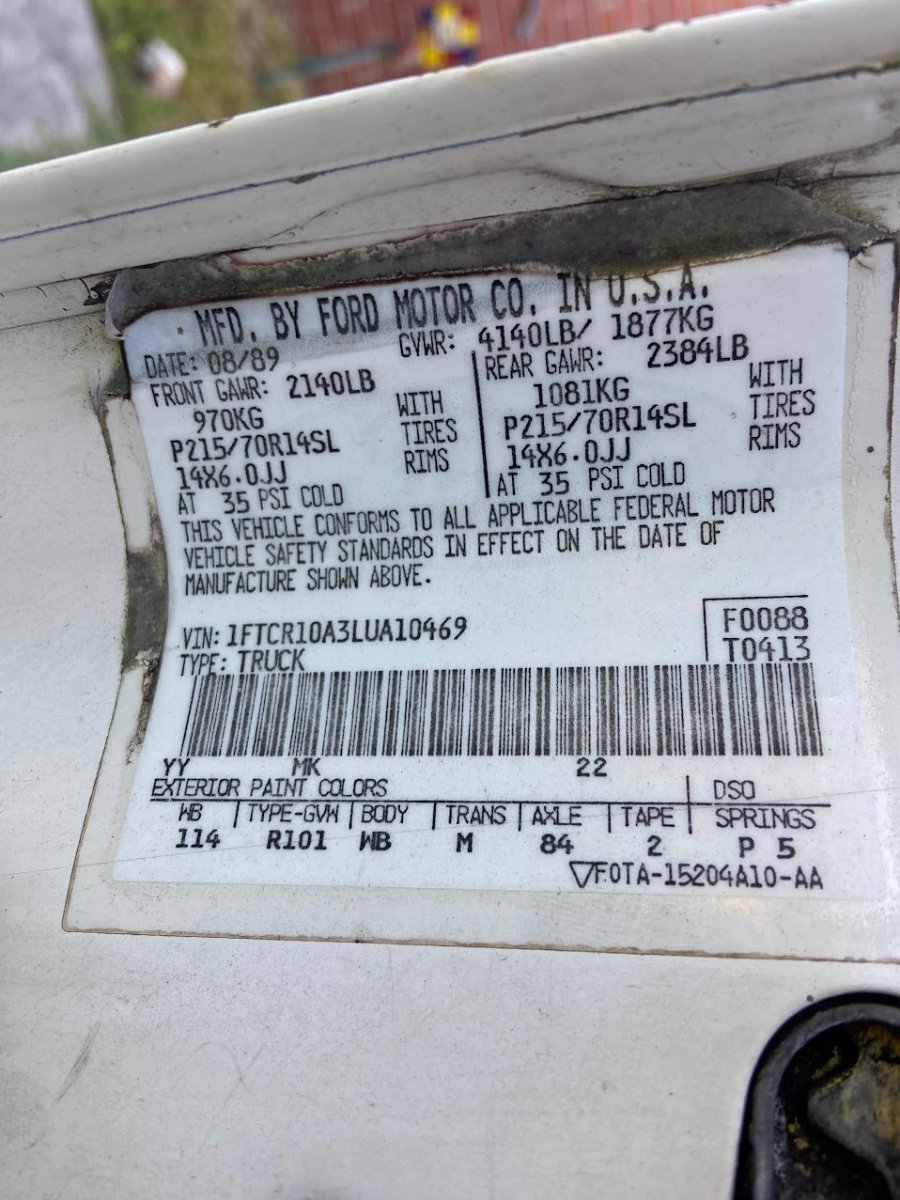 MFD. BY FORD MOTOR CO. IN U.S.A.
DATE: 08/89 GVWR: 4140LB/ 1877KG
FRONT GAWR: 2140LB REAR GAWR: 2384LB
970KG WITH 1081KG WITH
P215/70R14SL TIRES P215/70R14SL TIRES
14X6.0JJ RIMS 14X6.0JJ RIMS
AT 35 PSI COLD AT 35 PSI COLD
THIS VEHICLE CONFORMS TO ALL APPLICABLE FEDERAL MOTOR
VEHICLE SAFETY STANDARDS IN EFFECT ON THE DATE OF
MANUFACTURE SHOWN ABOVE.
VIN: 1FTCR10A3LUA10469 F0088
TYPE: TRUCK T0413
YY MK 22
EXTERIOR PAINT COLORS DSO
WB TYPE-GVW BODY TRANS AXLE TAPE SPRINGS
114 R101 WB M 84 2 P 5
▽F0TA-15204A10-AA